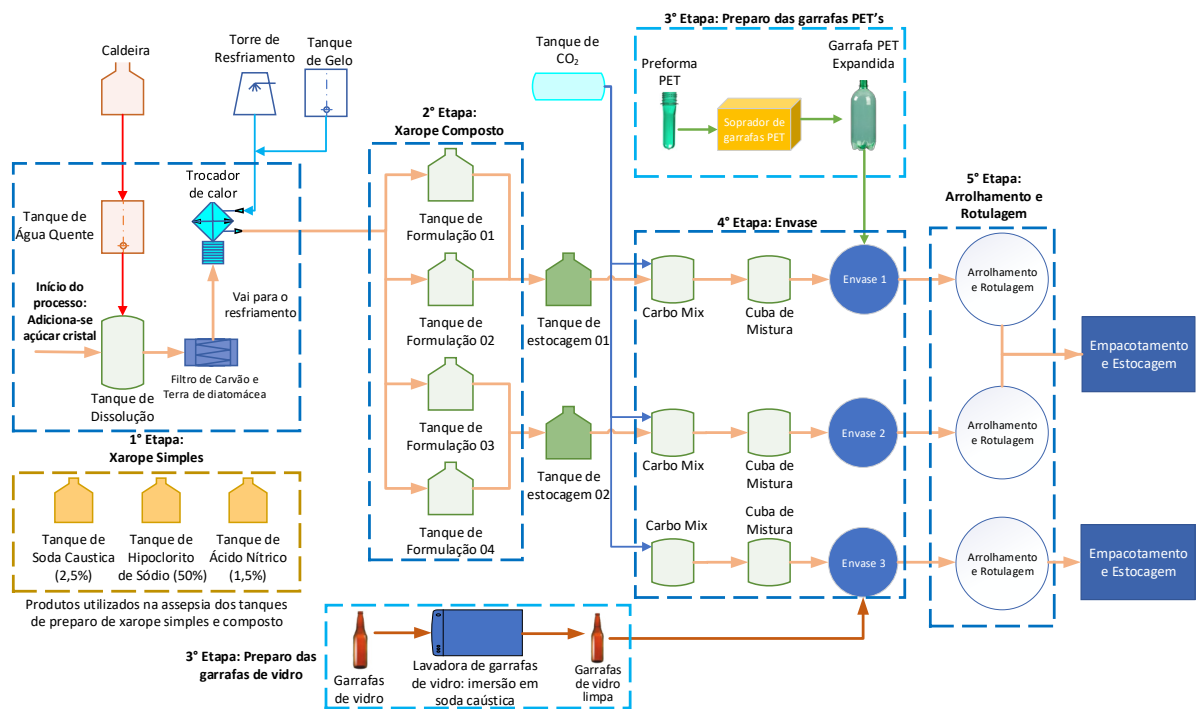 Caldeira
Torre de
Resfriamento
Tanque
de Gelo
Tanque de
Água Quente
Trocador
de calor
Início do
processo:
Adiciona-se
açúcar cristal
Vai para o
resfriamento
Tanque de
Dissolução
Filtro de Carvão e
Terra de diatomácea
1° Etapa:
Xarope Simples
Tanque de
Soda Caustica
(2,5%)
Tanque de
Hipoclorito
de Sódio (50%)
Tanque de
Ácido Nítrico
(1,5%)
Produtos utilizados na assepsia dos tanques
de preparo de xarope simples e composto
2° Etapa:
Xarope Composto
Tanque de
Formulação 01
Tanque de
Formulação 02
Tanque de
Formulação 03
Tanque de
Formulação 04
Tanque de
estocagem 01
Tanque de
estocagem 02
Tanque de
CO₂
3° Etapa: Preparo das garrafas PET’s
Preforma
PET
Soprador de
garrafas PET
Garrafa PET
Expandida
4° Etapa: Envase
Carbo Mix
Cuba de
Mistura
Envase 1
Carbo Mix
Cuba de
Mistura
Envase 2
Carbo Mix
Cuba de
Mistura
Envase 3
5° Etapa:
Arrolhamento e
Rotulagem
Arrolhamento
e Rotulagem
Arrolhamento
e Rotulagem
Arrolhamento
e Rotulagem
Empacotamento
e Estocagem
Empacotamento
e Estocagem
3° Etapa: Preparo das
garrafas de vidro
Garrafas
de vidro
Lavadora de garrafas
de vidro: imersão em
soda caústica
Garrafas
de vidro
limpa